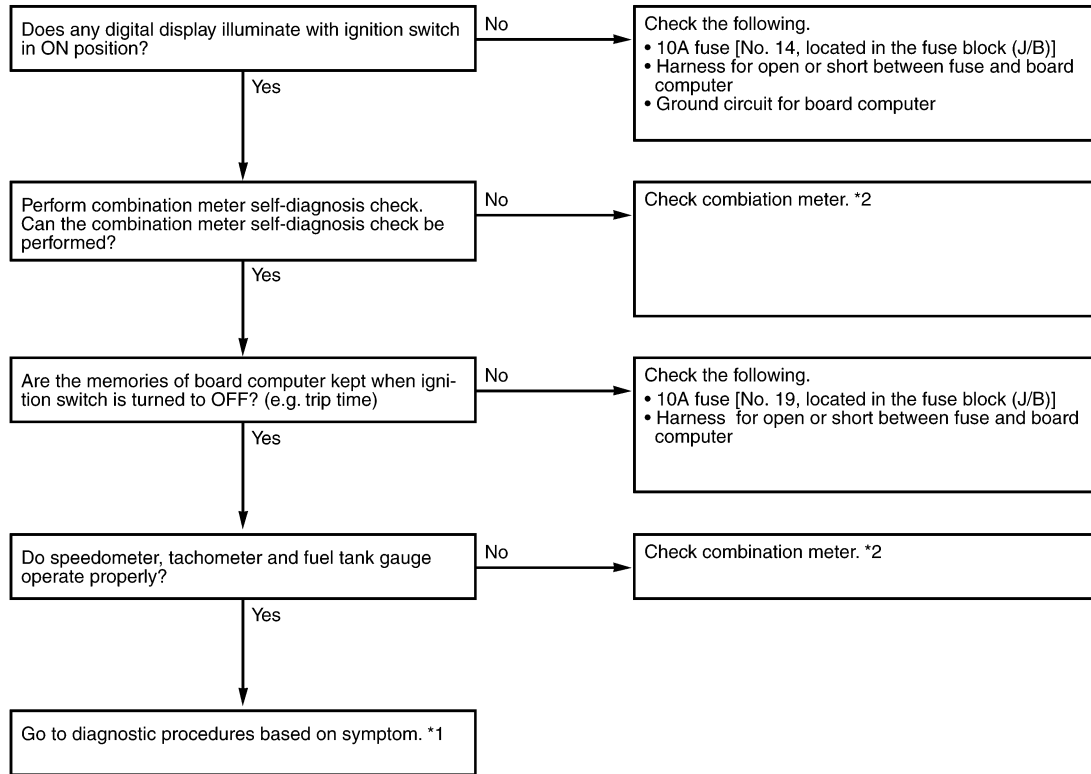 Does any digital display illuminate with ignition switch
in ON position?
No
Check the following.
• 10A fuse [No. 14, located in the fuse block (J/B)]
• Harness for open or short between fuse and board
computer
• Ground circuit for board computer
Yes
Perform combination meter self-diagnosis check.
Can the combination meter self-diagnosis check be
performed?
No
Check combiation meter. *2
Yes
Are the memories of board computer kept when igni-
tion switch is turned to OFF? (e.g. trip time)
No
Check the following.
• 10A fuse [No. 19, located in the fuse block (J/B)]
• Harness for open or short between fuse and board
computer
Yes
Do speedometer, tachometer and fuel tank gauge
operate properly?
No
Check combination meter. *2
Yes
Go to diagnostic procedures based on symptom. *1